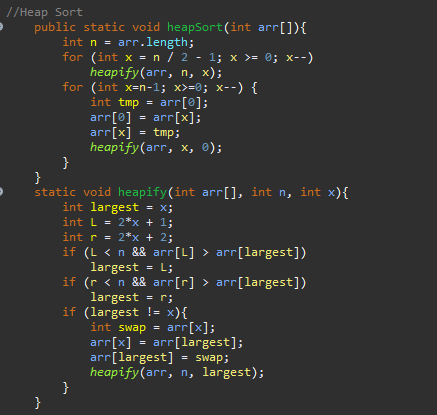 //Heap Sort
public static void heapSort(int arr[]){
int n = arr.length;
for (int x = n / 2 - 1; x >= 0; x--)
heapify(arr, n, x);
for (int x=n-1; x>=0; x--) {
int tmp = arr[0];
arr[0] = arr[x];
arr[x] = tmp;
heapify(arr, x, 0);
}
}
static void heapify(int arr[], int n, int x){
int largest = x;
int L = 2*x + 1;
int r = 2*x + 2;
if (L < n && arr[L] > arr[largest])
largest = L;
if (r < n && arr[r] > arr[largest])
largest = r;
if (largest != x){
int swap = arr[x];
arr[x] = arr[largest];
arr[largest] = swap;
heapify(arr, n, largest);
}
}